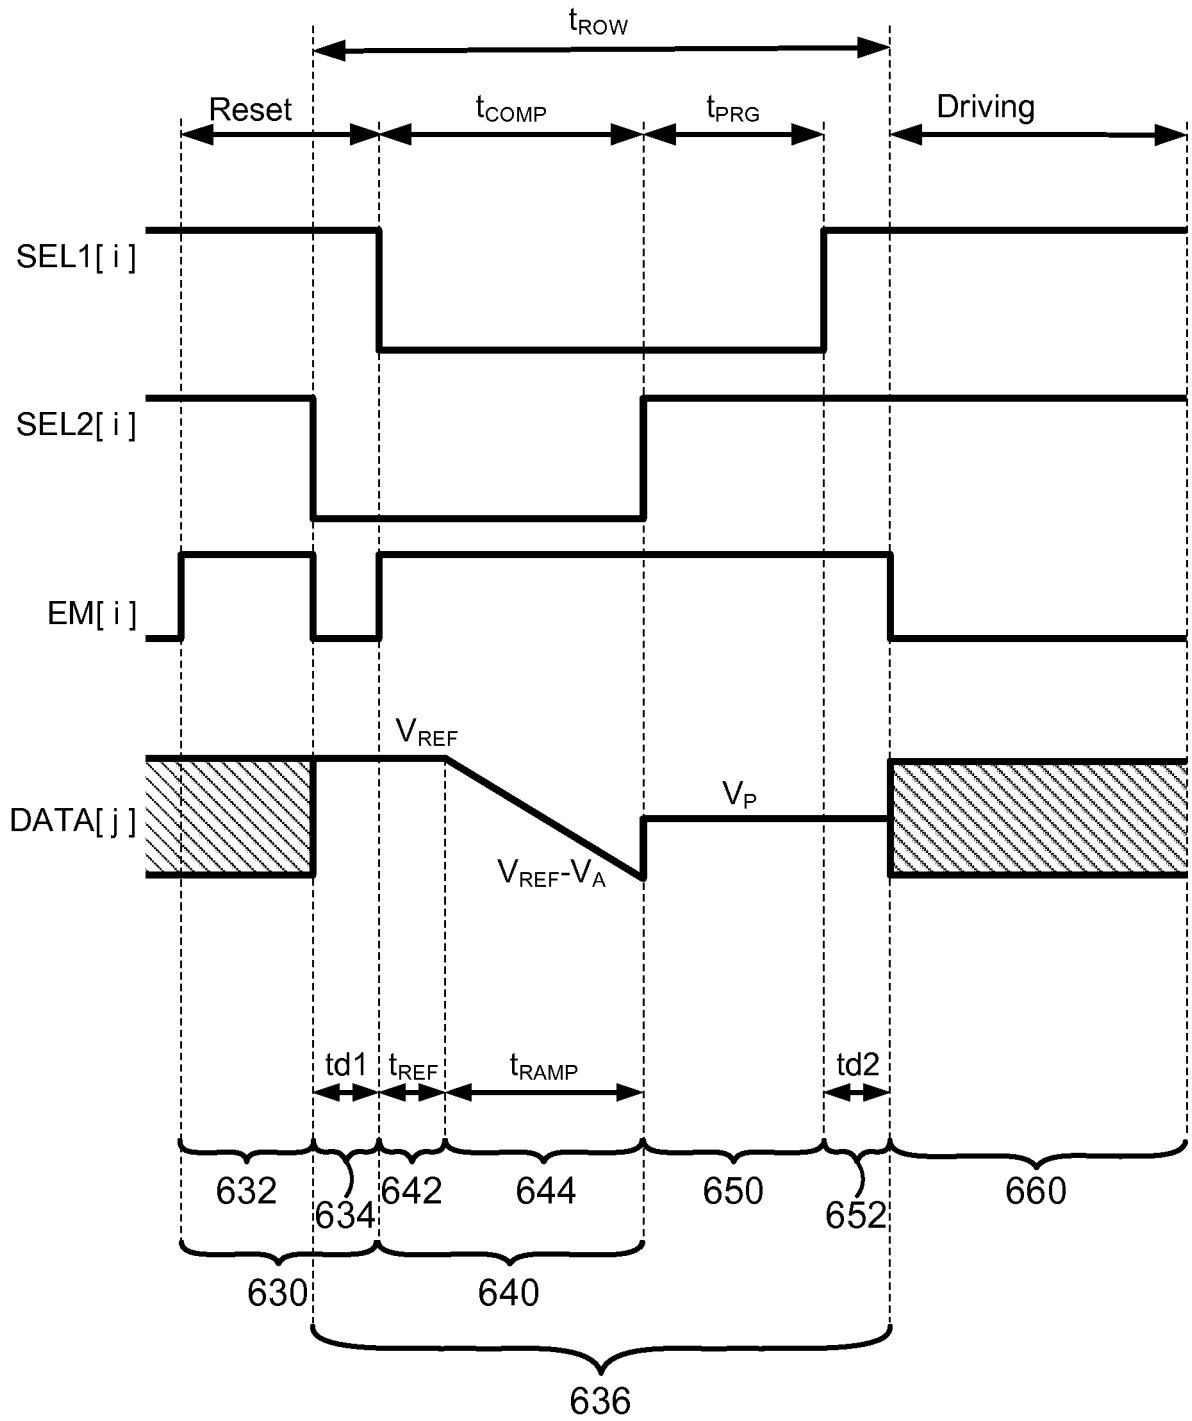 tROW
Reset
tCOMP
tPRG
Driving
SEL1[ i ]
SEL2[ i ]
EM[ i ]
VREF
DATA[ j ]
VP
VREF-VA
td1
tREF
tRAMP
td2
632
634
642
644
650
652
660
630
640
636